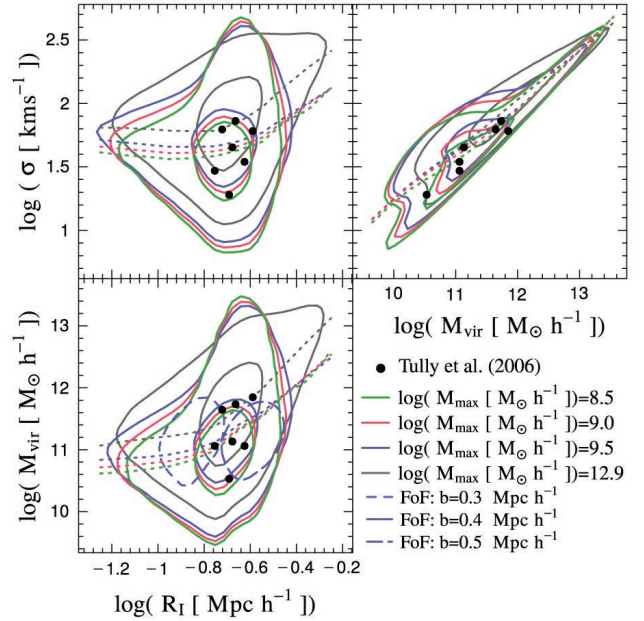 2.5
2
1.5
1
log( σ [ kms⁻¹ ])
10 11 12 13
log( M_vir [ M_⊙ h⁻¹ ])
13
12
11
10
log( M_vir [ M_⊙ h⁻¹ ])
−1.2 −1 −0.8 −0.6 −0.4 −0.2
log( R_I [ Mpc h⁻¹ ])
Tully et al. (2006)
log( M_max [ M_⊙ h⁻¹ ])=8.5
log( M_max [ M_⊙ h⁻¹ ])=9.0
log( M_max [ M_⊙ h⁻¹ ])=9.5
log( M_max [ M_⊙ h⁻¹ ])=12.9
FoF: b=0.3 Mpc h⁻¹
FoF: b=0.4 Mpc h⁻¹
FoF: b=0.5 Mpc h⁻¹